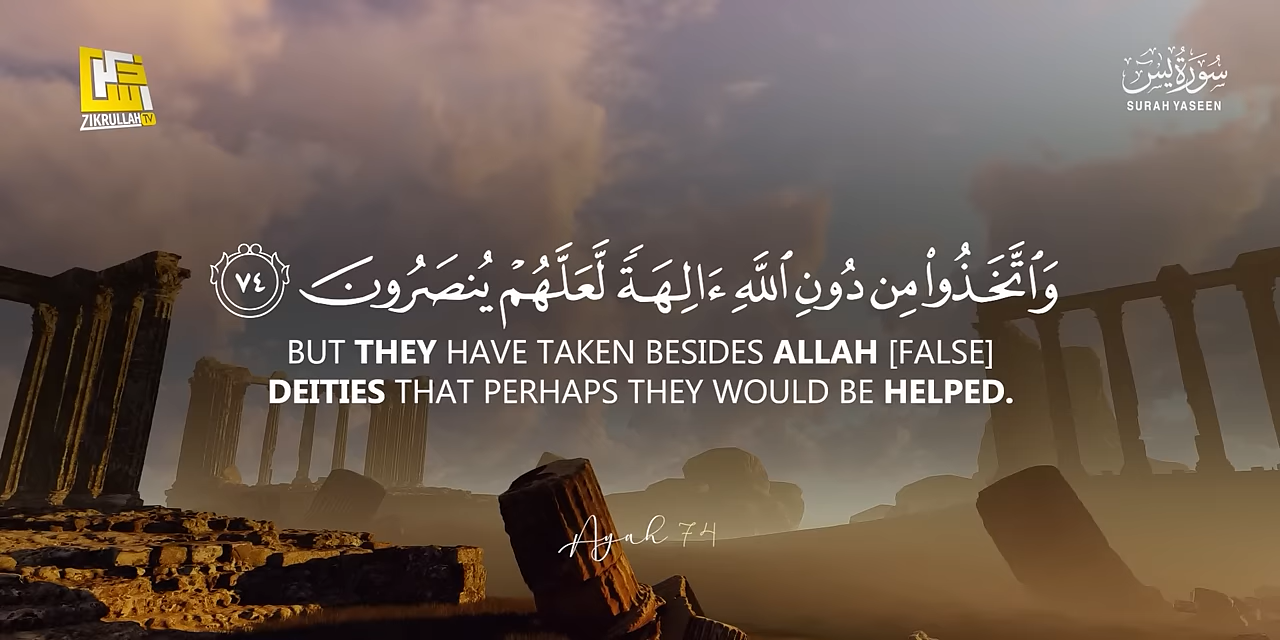 ZIKRULLAH TV
سُورَةُ يسٓ
SURAH YASEEN
وَٱتَّخَذُوا۟ مِن دُونِ ٱللَّهِ ءَالِهَةً لَّعَلَّهُمْ يُنصَرُونَ ٧٤
BUT THEY HAVE TAKEN BESIDES ALLAH [FALSE]
DEITIES THAT PERHAPS THEY WOULD BE HELPED.
Ayah 74